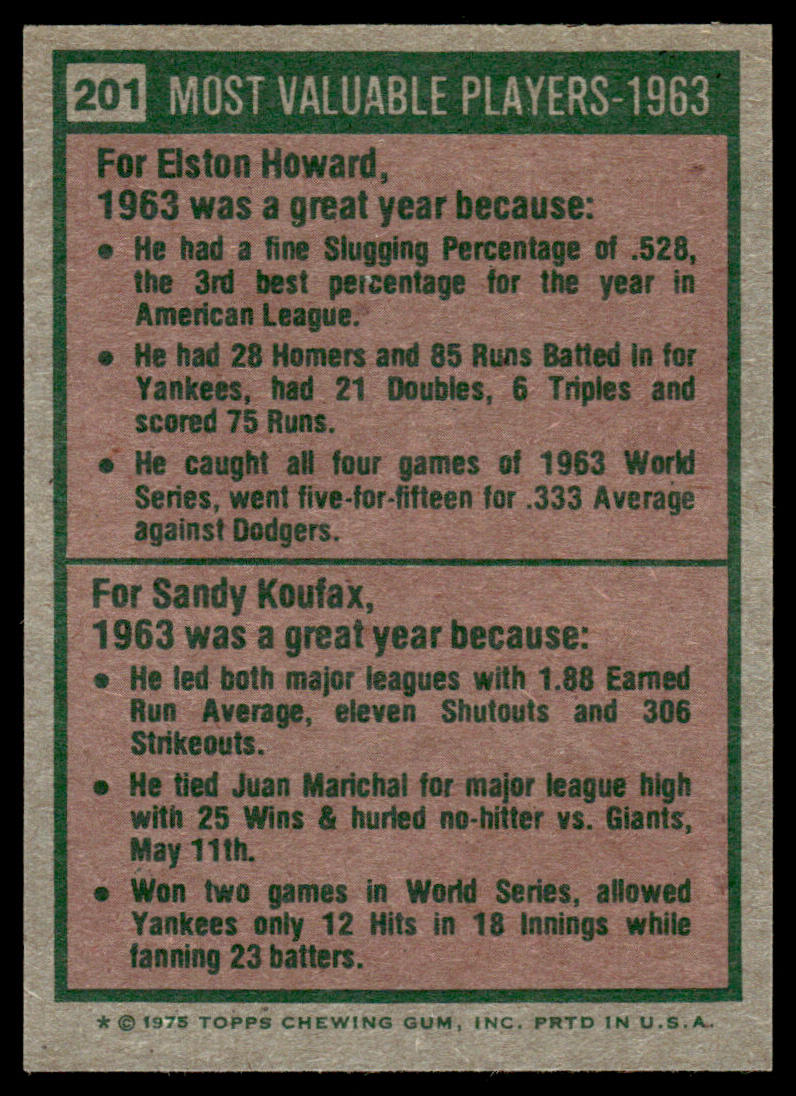 201 MOST VALUABLE PLAYERS-1963
For Elston Howard,
1963 was a great year because:
• He had a fine Slugging Percentage of .528,
the 3rd best percentage for the year in
American League.
• He had 28 Homers and 85 Runs Batted In for
Yankees, had 21 Doubles, 6 Triples and
scored 75 Runs.
• He caught all four games of 1963 World
Series, went five-for-fifteen for .333 Average
against Dodgers.
For Sandy Koufax,
1963 was a great year because:
• He led both major leagues with 1.88 Earned
Run Average, eleven Shutouts and 306
Strikeouts.
• He tied Juan Marichal for major league high
with 25 Wins & hurled no-hitter vs. Giants,
May 11th.
• Won two games in World Series, allowed
Yankees only 12 Hits in 18 Innings while
fanning 23 batters.
* © 1975 TOPPS CHEWING GUM, INC. PRTD IN U.S.A.